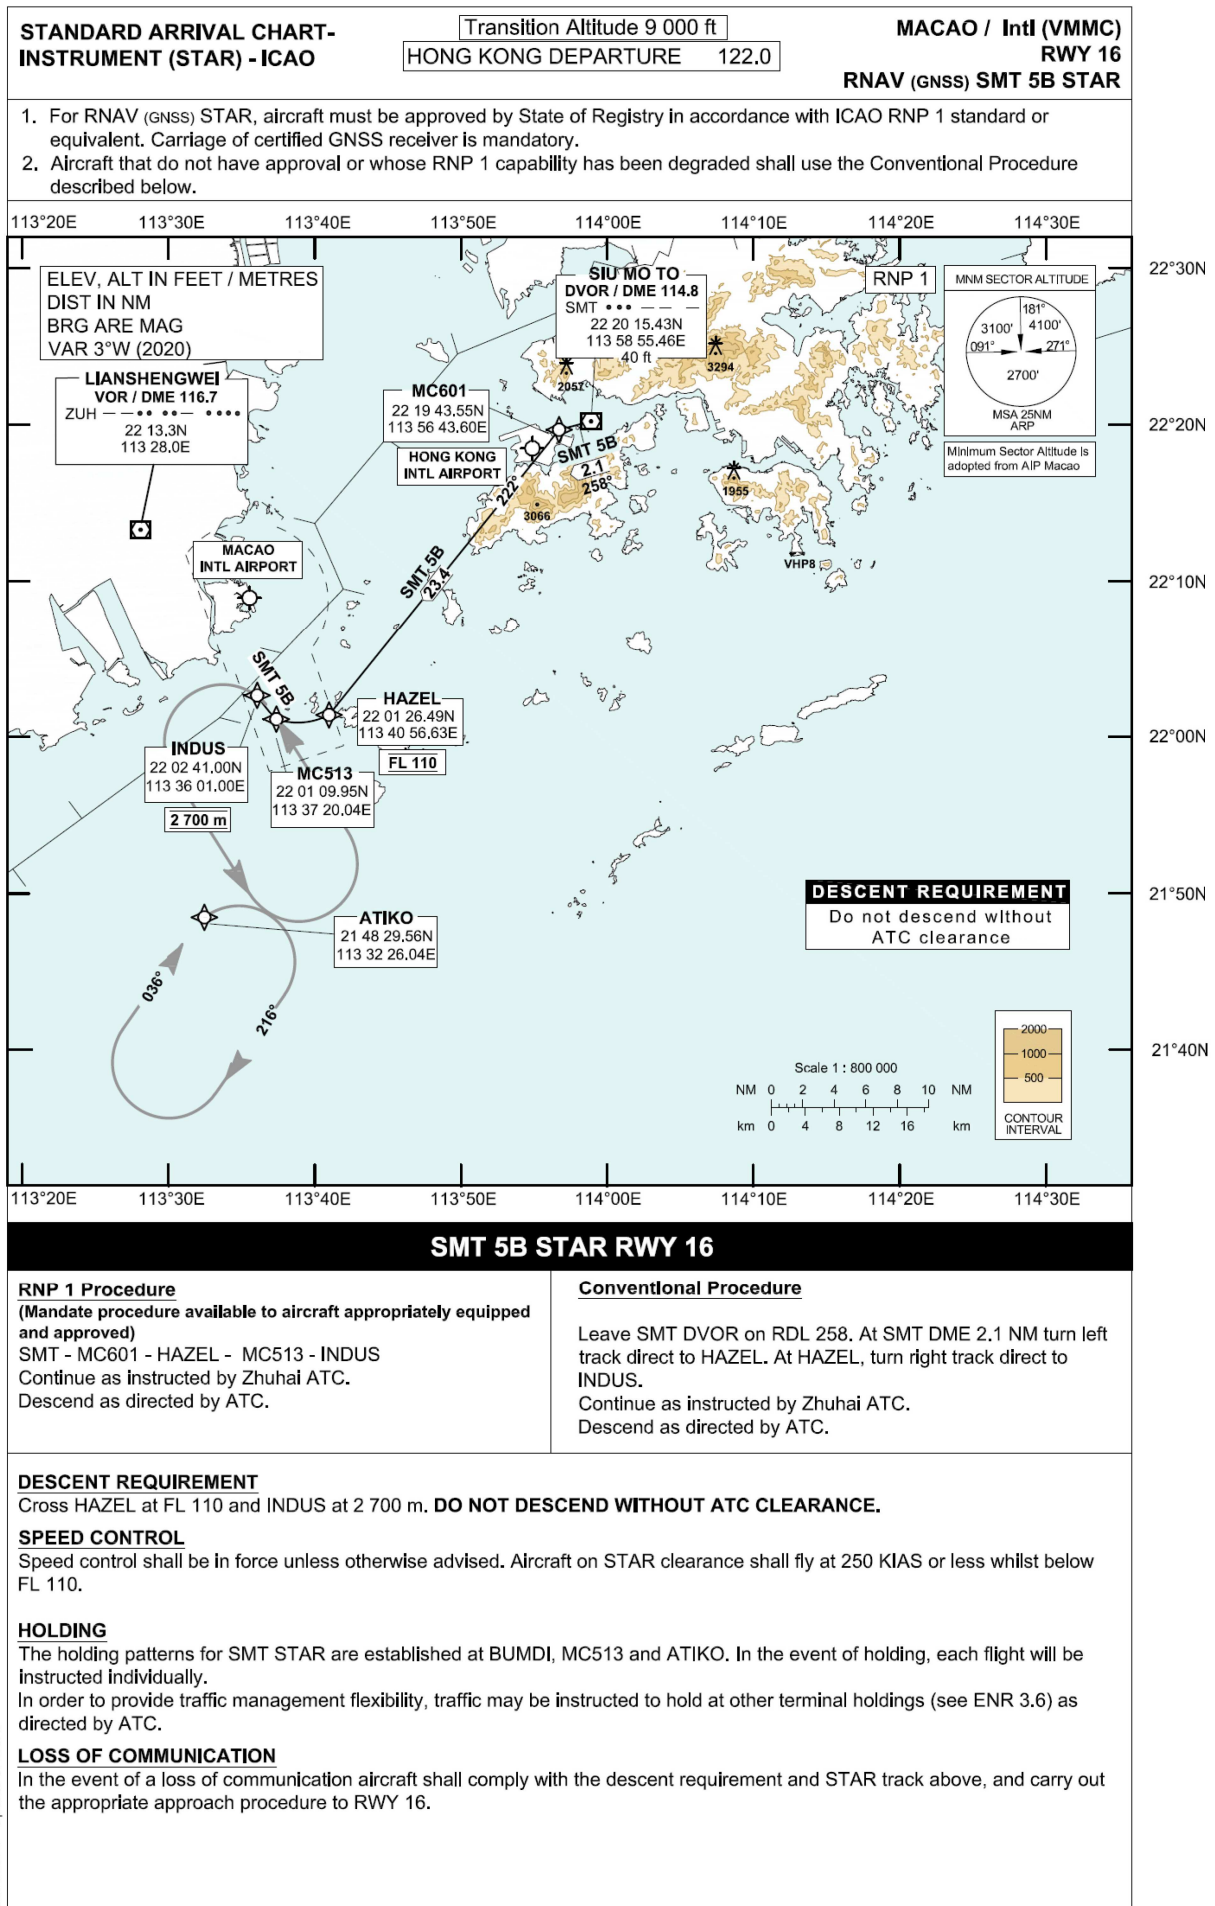 STANDARD ARRIVAL CHART-
INSTRUMENT (STAR) - ICAO
Transition Altitude 9 000 ft
HONG KONG DEPARTURE 122.0
MACAO / Intl (VMMC)
RWY 16
RNAV (GNSS) SMT 5B STAR
1. For RNAV (GNSS) STAR, aircraft must be approved by State of Registry in accordance with ICAO RNP 1 standard or
equivalent. Carriage of certified GNSS receiver is mandatory.
2. Aircraft that do not have approval or whose RNP 1 capability has been degraded shall use the Conventional Procedure
described below.
113°20E 113°30E 113°40E 113°50E 114°00E 114°10E 114°20E 114°30E
ELEV, ALT IN FEET / METRES
DIST IN NM
BRG ARE MAG
VAR 3°W (2020)
SIU MO TO
DVOR / DME 114.8
SMT
22 20 15.43N
113 58 55.46E
40 ft
RNP 1
MNM SECTOR ALTITUDE
181°
3100'
4100'
091°
271°
2700'
MSA 25NM
ARP
Minimum Sector Altitude is
adopted from AIP Macao
22°30N
22°20N
22°10N
22°00N
21°50N
21°40N
LIANSHENGWEI
VOR / DME 116.7
ZUH
22 13.3N
113 28.0E
MC601
22 19 43.55N
113 56 43.60E
2057
3294
HONG KONG
INTL AIRPORT
SMT 5B
2.1
258°
222°
3066
1955
VHP8
MACAO
INTL AIRPORT
SMT 5B
23.4
SMT 5B
HAZEL
22 01 26.49N
113 40 56.63E
FL 110
INDUS
22 02 41.00N
113 36 01.00E
2 700 m
MC513
22 01 09.95N
113 37 20.04E
ATIKO
21 48 29.56N
113 32 26.04E
036°
216°
DESCENT REQUIREMENT
Do not descend without
ATC clearance
Scale 1 : 800 000
NM 0 2 4 6 8 10 NM
km 0 4 8 12 16 km
2000
1000
500
CONTOUR
INTERVAL
113°20E 113°30E 113°40E 113°50E 114°00E 114°10E 114°20E 114°30E
SMT 5B STAR RWY 16
RNP 1 Procedure
(Mandate procedure available to aircraft appropriately equipped
and approved)
SMT - MC601 - HAZEL - MC513 - INDUS
Continue as instructed by Zhuhai ATC.
Descend as directed by ATC.
Conventional Procedure
Leave SMT DVOR on RDL 258. At SMT DME 2.1 NM turn left
track direct to HAZEL. At HAZEL, turn right track direct to
INDUS.
Continue as instructed by Zhuhai ATC.
Descend as directed by ATC.
DESCENT REQUIREMENT
Cross HAZEL at FL 110 and INDUS at 2 700 m. DO NOT DESCEND WITHOUT ATC CLEARANCE.
SPEED CONTROL
Speed control shall be in force unless otherwise advised. Aircraft on STAR clearance shall fly at 250 KIAS or less whilst below
FL 110.
HOLDING
The holding patterns for SMT STAR are established at BUMDI, MC513 and ATIKO. In the event of holding, each flight will be
instructed individually.
In order to provide traffic management flexibility, traffic may be instructed to hold at other terminal holdings (see ENR 3.6) as
directed by ATC.
LOSS OF COMMUNICATION
In the event of a loss of communication aircraft shall comply with the descent requirement and STAR track above, and carry out
the appropriate approach procedure to RWY 16.